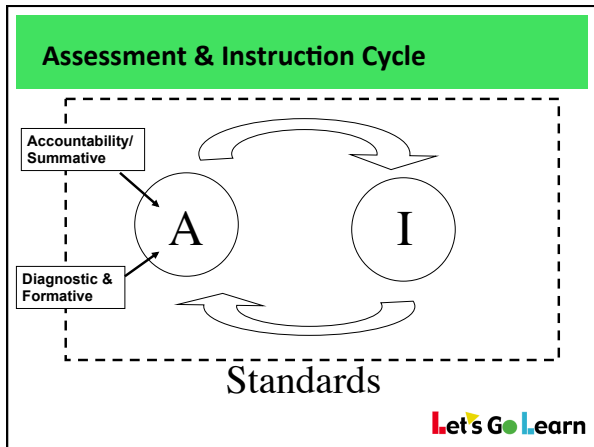 Assessment & Instruction Cycle
Accountability/
Summative
A
I
Diagnostic &
Formative
Standards
Let's Go Learn